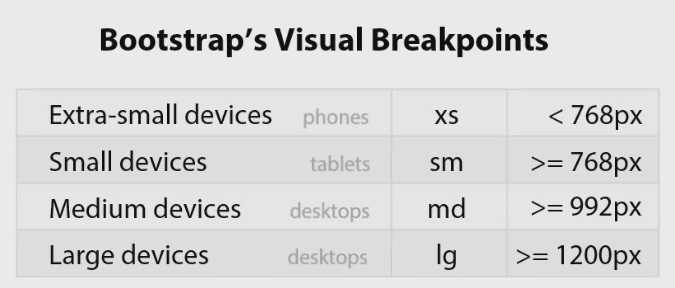 Bootstrap's Visual Breakpoints
Extra-small devices phones xs < 768px
Small devices tablets sm >= 768px
Medium devices desktops md >= 992px
Large devices desktops lg >= 1200px